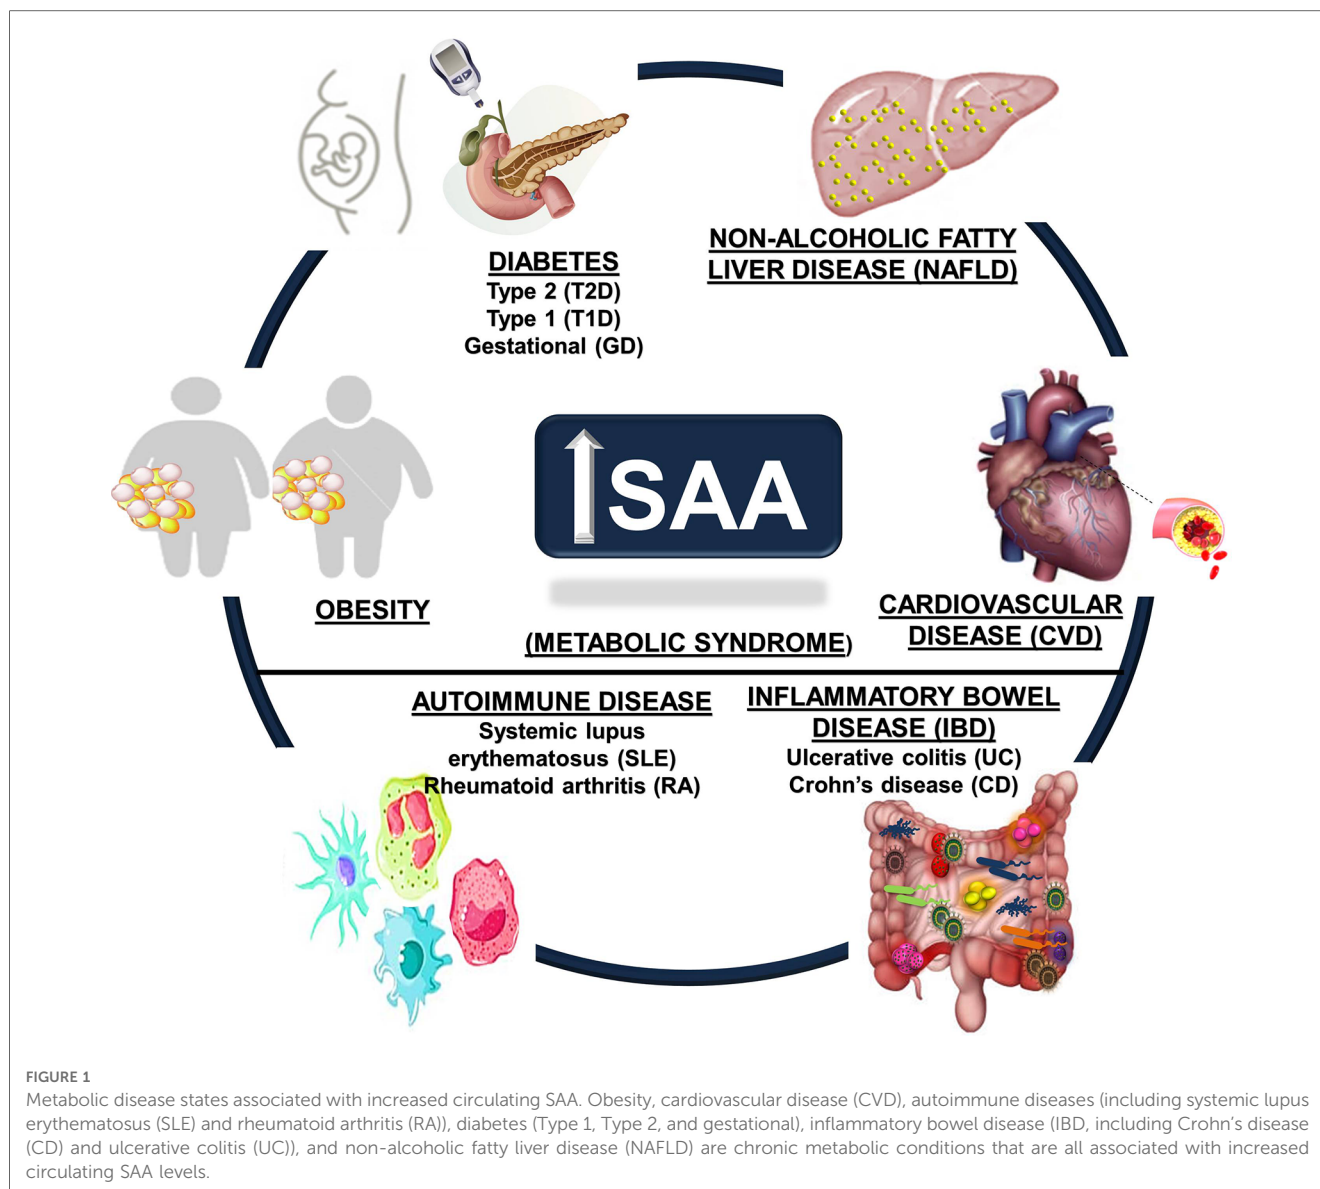 DIABETES
Type 2 (T2D)
Type 1 (T1D)
Gestational (GD)
NON-ALCOHOLIC FATTY
LIVER DISEASE (NAFLD)
SAA
OBESITY
CARDIOVASCULAR
DISEASE (CVD)
(METABOLIC SYNDROME)
AUTOIMMUNE DISEASE
Systemic lupus
erythematosus (SLE)
Rheumatoid arthritis (RA)
INFLAMMATORY BOWEL
DISEASE (IBD)
Ulcerative colitis (UC)
Crohn's disease (CD)
FIGURE 1
Metabolic disease states associated with increased circulating SAA. Obesity, cardiovascular disease (CVD), autoimmune diseases (including systemic lupus
erythematosus (SLE) and rheumatoid arthritis (RA)), diabetes (Type 1, Type 2, and gestational), inflammatory bowel disease (IBD, including Crohn's disease
(CD) and ulcerative colitis (UC)), and non-alcoholic fatty liver disease (NAFLD) are chronic metabolic conditions that are all associated with increased
circulating SAA levels.